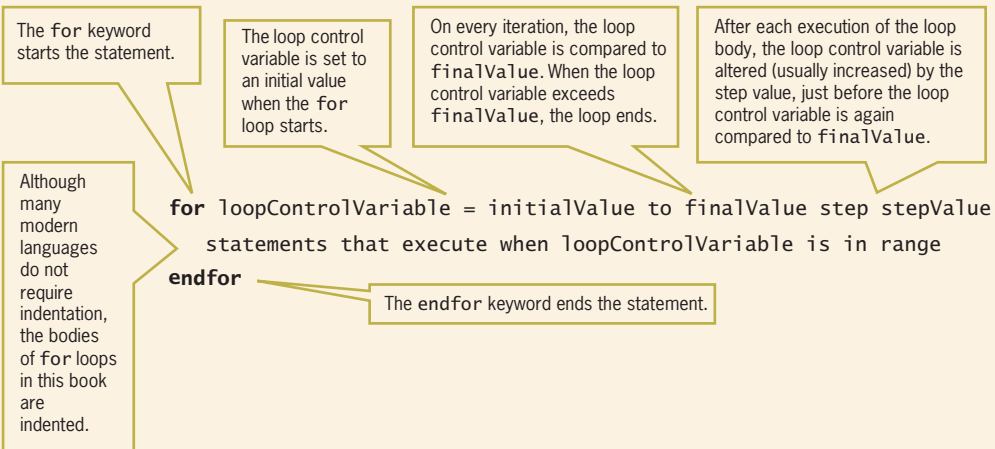 The for keyword
starts the statement.
The loop control
variable is set to
an initial value
when the for
loop starts.
On every iteration, the loop
control variable is compared to
finalValue. When the loop
control variable exceeds
finalValue, the loop ends.
After each execution of the loop
body, the loop control variable is
altered (usually increased) by the
step value, just before the loop
control variable is again
compared to finalValue.
Although
many
modern
languages
do not
require
indentation,
the bodies
of for loops
in this book
are
indented.
for loopControlVariable = initialValue to finalValue step stepValue
statements that execute when loopControlVariable is in range
endfor
The endfor keyword ends the statement.